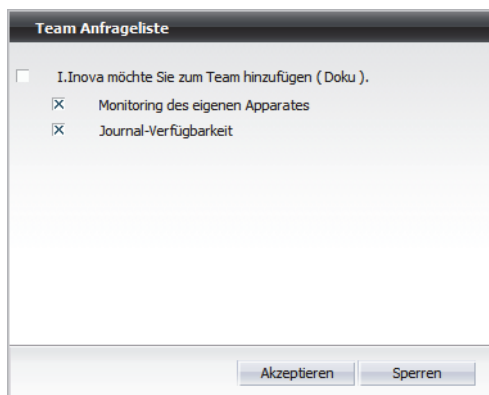 Team Anfrageliste
I.Inova möchte Sie zum Team hinzufügen ( Doku ).
Monitoring des eigenen Apparates
Journal-Verfügbarkeit
Akzeptieren Sperren